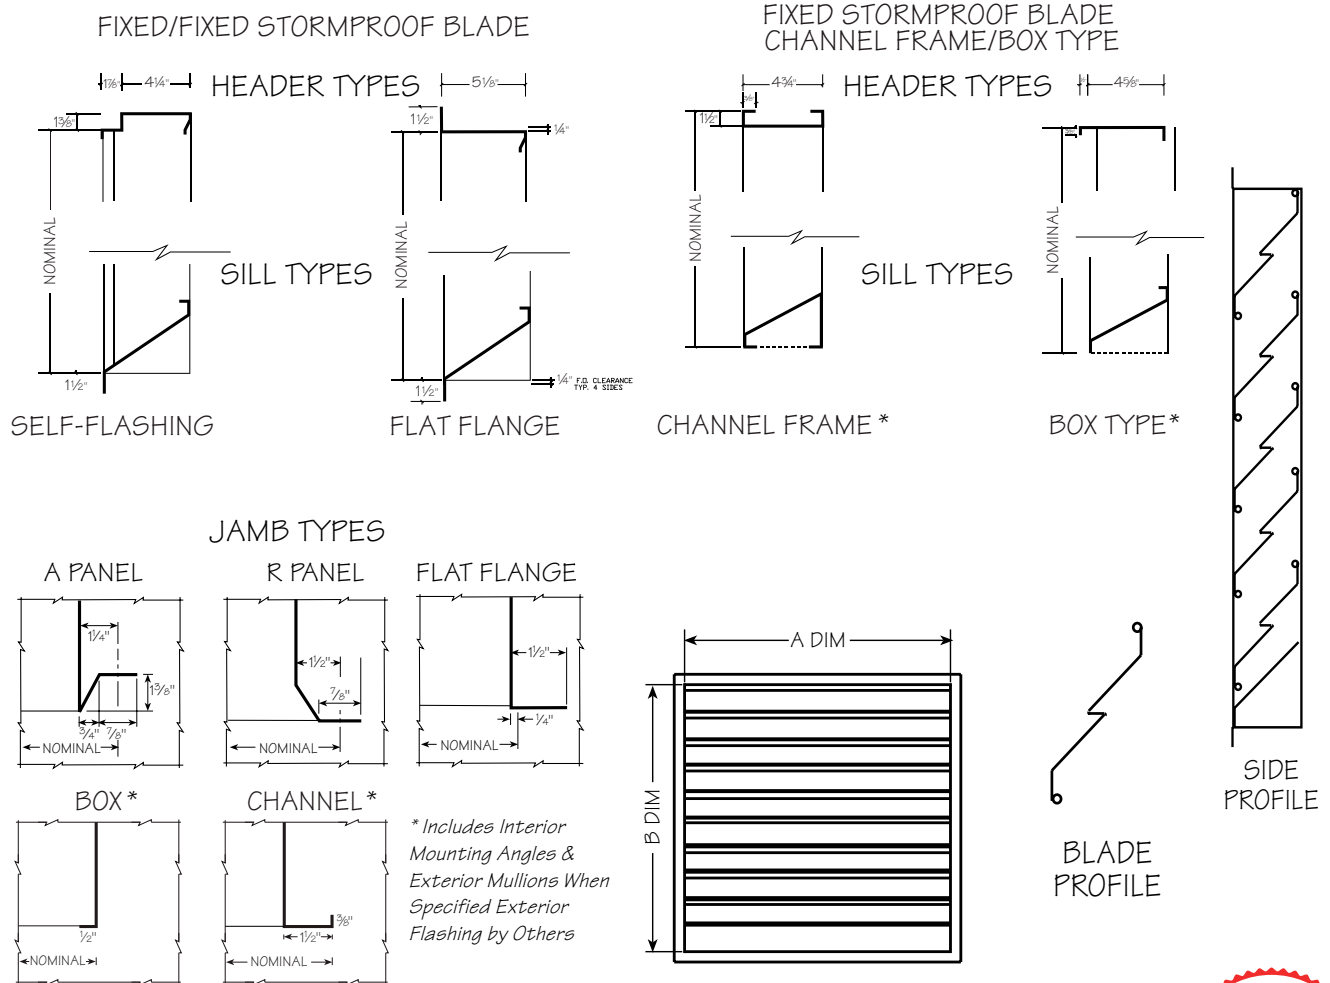 FIXED/FIXED STORMPROOF BLADE
FIXED STORMPROOF BLADE
CHANNEL FRAME/BOX TYPE
1⅞" 4¼" HEADER TYPES 5⅛"
4¾" HEADER TYPES 4⅝"
1⅜"
1½"
¼"
1½"
NOMINAL
NOMINAL
NOMINAL
NOMINAL
SILL TYPES
SILL TYPES
1½"
1½"
¼" F.D. CLEARANCE
TYP. 4 SIDES
SELF-FLASHING
FLAT FLANGE
CHANNEL FRAME*
BOX TYPE*
JAMB TYPES
A PANEL
R PANEL
FLAT FLANGE
1¼"
1⅜"
¾" ⅞"
NOMINAL
1½"
⅞"
NOMINAL
1½"
¼"
NOMINAL
BOX*
CHANNEL*
½"
NOMINAL
⅜"
1½"
NOMINAL
* Includes Interior
Mounting Angles &
Exterior Mullions When
Specified Exterior
Flashing by Others
A DIM
B DIM
BLADE
PROFILE
SIDE
PROFILE